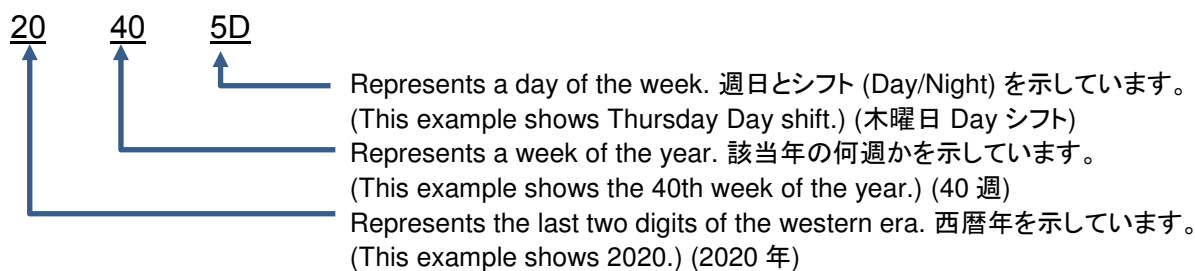 20 40 5D
Represents a day of the week. 週日とシフト (Day/Night) を示しています。
(This example shows Thursday Day shift.) (木曜日 Day シフト)
Represents a week of the year. 該当年の何週かを示しています。
(This example shows the 40th week of the year.) (40 週)
Represents the last two digits of the western era. 西暦年を示しています。
(This example shows 2020.) (2020 年)